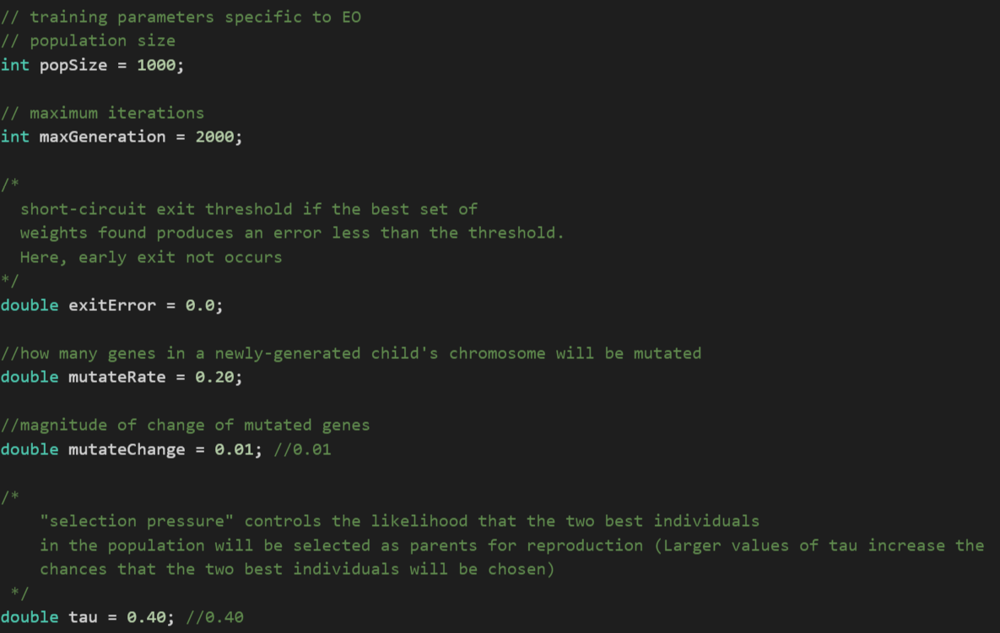 // training parameters specific to EO
// population size
int popSize = 1000;
// maximum iterations
int maxGeneration = 2000;
/*
short-circuit exit threshold if the best set of
weights found produces an error less than the threshold.
Here, early exit not occurs
*/
double exitError = 0.0;
//how many genes in a newly-generated child's chromosome will be mutated
double mutateRate = 0.20;
//magnitude of change of mutated genes
double mutateChange = 0.01; //0.01
/*
"selection pressure" controls the likelihood that the two best individuals
in the population will be selected as parents for reproduction (Larger values of tau increase the
chances that the two best individuals will be chosen)
*/
double tau = 0.40; //0.40